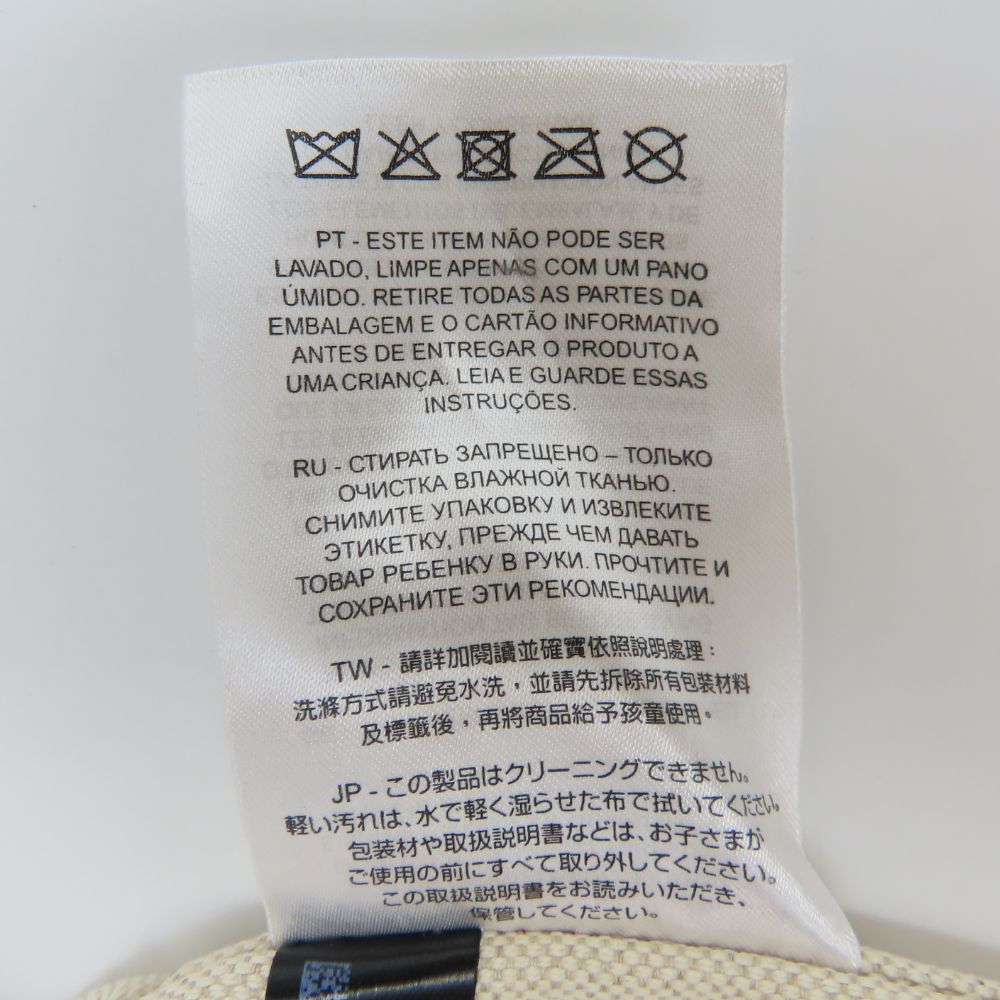 PT - ESTE ITEM NÃO PODE SER
LAVADO, LIMPE APENAS COM UM PANO
ÚMIDO. RETIRE TODAS AS PARTES DA
EMBALAGEM E O CARTÃO INFORMATIVO
ANTES DE ENTREGAR O PRODUTO A
UMA CRIANÇA. LEIA E GUARDE ESSAS
INSTRUÇÕES.
RU - СТИРАТЬ ЗАПРЕЩЕНО – ТОЛЬКО
ОЧИСТКА ВЛАЖНОЙ ТКАНЬЮ.
СНИМИТЕ УПАКОВКУ И ИЗВЛЕКИТЕ
ЭТИКЕТКУ, ПРЕЖДЕ ЧЕМ ДАВАТЬ
ТОВАР РЕБЕНКУ В РУКИ. ПРОЧТИТЕ И
СОХРАНИТЕ ЭТИ РЕКОМЕНДАЦИИ.
TW - 請詳加閱讀並確實依照說明處理：
洗滌方式請避免水洗，並請先拆除所有包裝材料
及標籤後，再將商品給予孩童使用。
JP - この製品はクリーニングできません。
軽い汚れは、水で軽く湿らせた布で拭いてください。
包装材や取扱説明書などは、お子さまが
ご使用の前にすべて取り外してください。
この取扱説明書をお読みいただき、
保管してください。